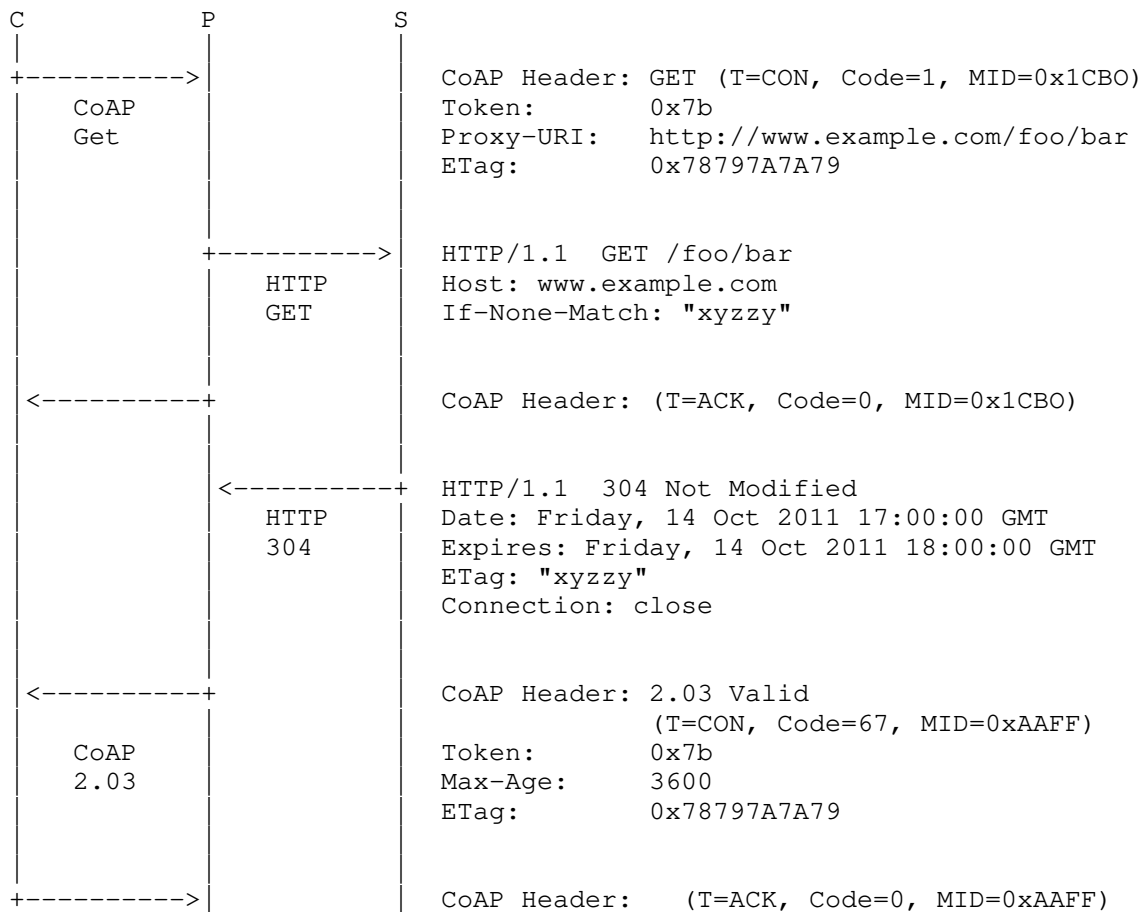 C P S
CoAP Header: GET (T=CON, Code=1, MID=0x1CBO)
CoAP Token: 0x7b
Get Proxy-URI: http://www.example.com/foo/bar
ETag: 0x78797A7A79
HTTP/1.1 GET /foo/bar
HTTP Host: www.example.com
GET If-None-Match: "xyzzy"
CoAP Header: (T=ACK, Code=0, MID=0x1CBO)
HTTP/1.1 304 Not Modified
HTTP Date: Friday, 14 Oct 2011 17:00:00 GMT
304 Expires: Friday, 14 Oct 2011 18:00:00 GMT
ETag: "xyzzy"
Connection: close
CoAP Header: 2.03 Valid
(T=CON, Code=67, MID=0xAAFF)
CoAP Token: 0x7b
2.03 Max-Age: 3600
ETag: 0x78797A7A79
CoAP Header: (T=ACK, Code=0, MID=0xAAFF)